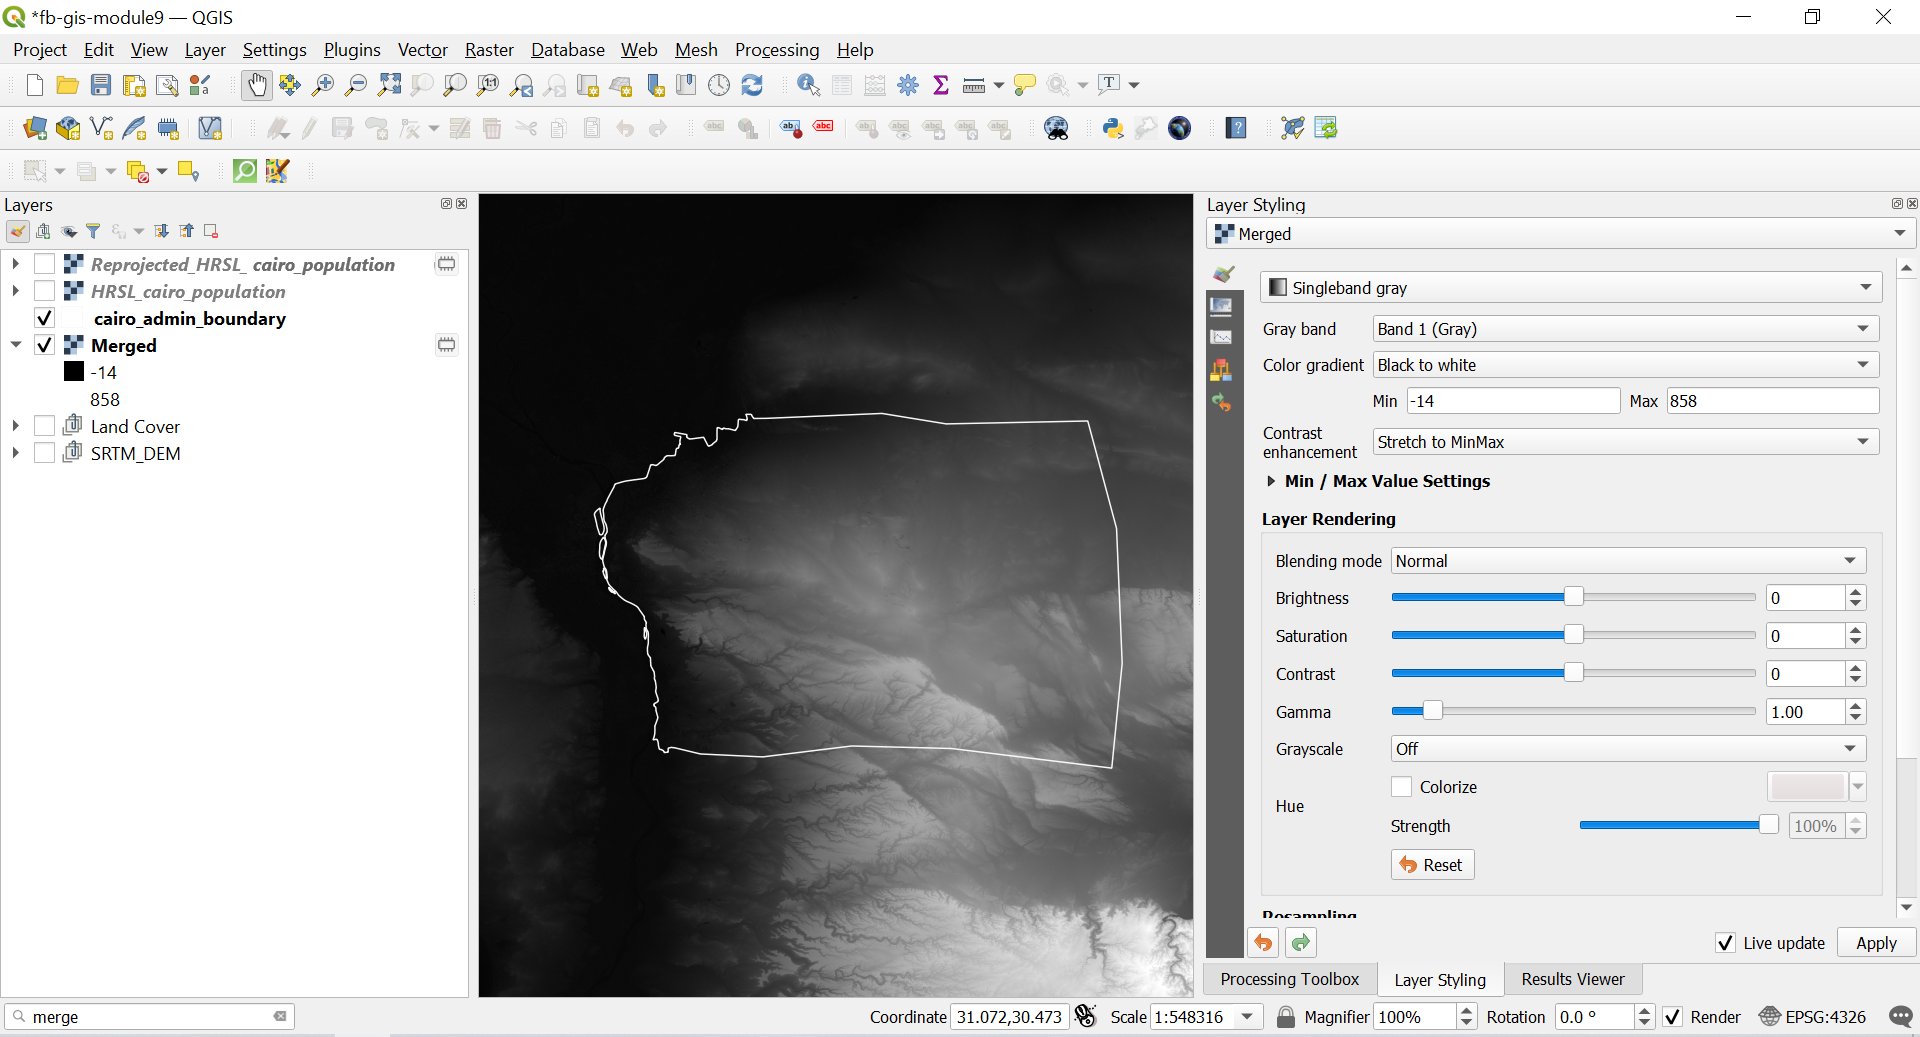 *fb-gis-module9 — QGIS
Project Edit View Layer Settings Plugins Vector Raster Database Web Mesh Processing Help
Layers
Reprojected_HRSL_ cairo_population
HRSL_cairo_population
cairo_admin_boundary
Merged
-14
858
Land Cover
SRTM_DEM
Layer Styling
Merged
Singleband gray
Gray band Band 1 (Gray)
Color gradient Black to white
Min -14 Max 858
Contrast enhancement Stretch to MinMax
Min / Max Value Settings
Layer Rendering
Blending mode Normal
Brightness 0
Saturation 0
Contrast 0
Gamma 1.00
Grayscale Off
Hue Colorize
Strength 100%
Reset
Resampling
Live update Apply
Processing Toolbox Layer Styling Results Viewer
merge Coordinate 31.072,30.473 Scale 1:548316 Magnifier 100% Rotation 0.0 ° Render EPSG:4326